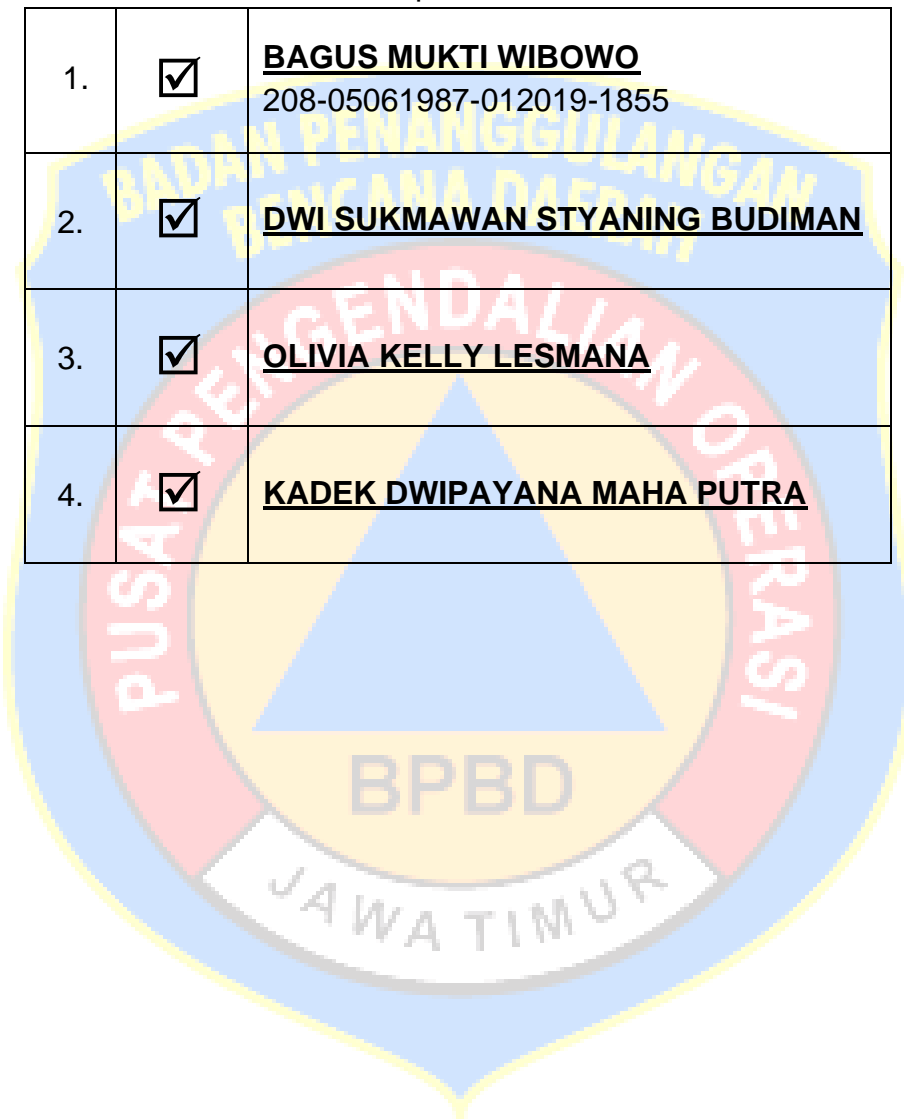 1. ☑ BAGUS MUKTI WIBOWO
208-05061987-012019-1855
2. ☑ DWI SUKMAWAN STYANING BUDIMAN
3. ☑ OLIVIA KELLY LESMANA
4. ☑ KADEK DWIPAYANA MAHA PUTRA
BADAN PENANGGULANGAN
BENCANA DAERAH
PUSAT PENGENDALIAN OPERASI
BPBD
JAWA TIMUR